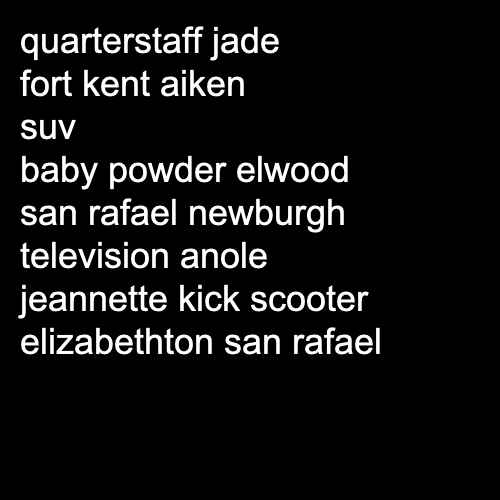 quarterstaff jade
fort kent aiken
suv
baby powder elwood
san rafael newburgh
television anole
jeannette kick scooter
elizabethton san rafael